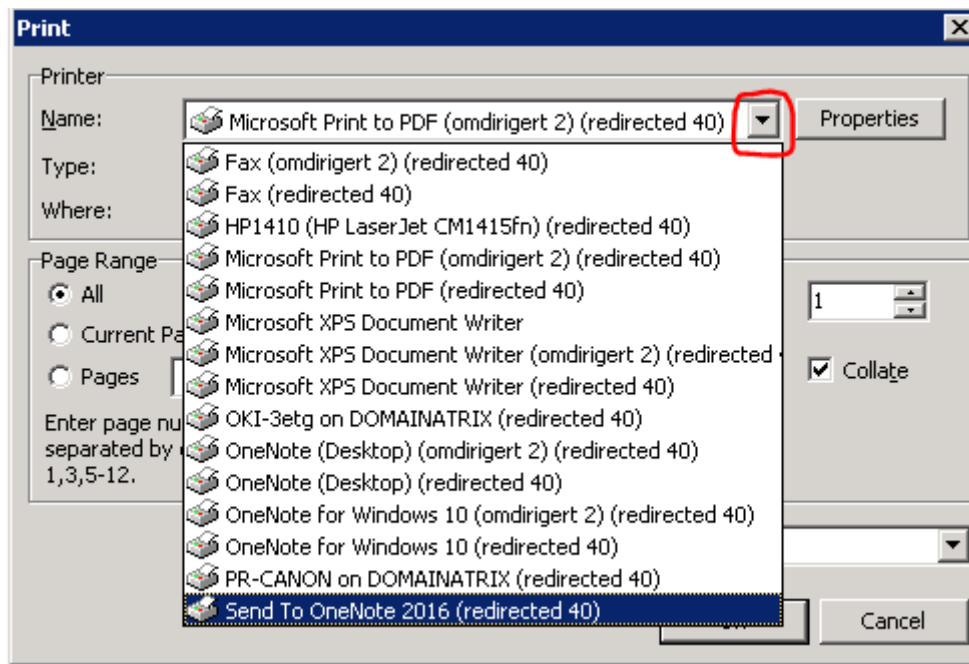 Print
Printer
Name:
Microsoft Print to PDF (omdirigert 2) (redirected 40)
Properties
Type:
Where:
Fax (omdirigert 2) (redirected 40)
Fax (redirected 40)
HP1410 (HP LaserJet CM1415fn) (redirected 40)
Microsoft Print to PDF (omdirigert 2) (redirected 40)
Microsoft Print to PDF (redirected 40)
Microsoft XPS Document Writer
Microsoft XPS Document Writer (omdirigert 2) (redirected
Microsoft XPS Document Writer (redirected 40)
OKI-3etg on DOMAINATRIX (redirected 40)
OneNote (Desktop) (omdirigert 2) (redirected 40)
OneNote (Desktop) (redirected 40)
OneNote for Windows 10 (omdirigert 2) (redirected 40)
OneNote for Windows 10 (redirected 40)
PR-CANON on DOMAINATRIX (redirected 40)
Send To OneNote 2016 (redirected 40)
Page Range
All
Current Pa
Pages
Enter page nu
separated by
1,3,5-12.
1
Collate
Cancel